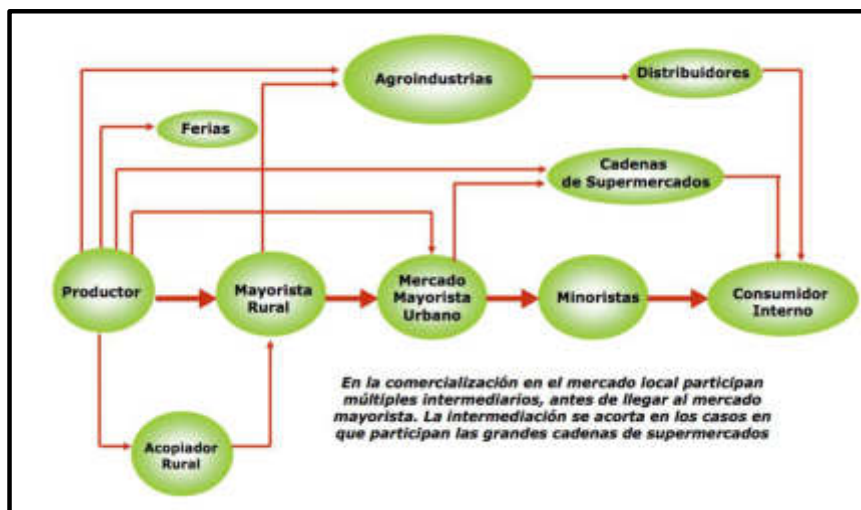 Agroindustrias
Distribuidores
Ferias
Cadenas
de Supermercados
Productor
Mayorista
Rural
Mercado
Mayorista
Urbano
Minoristas
Consumidor
Interno
Acopiador
Rural
En la comercialización en el mercado local participan
múltiples intermediarios, antes de llegar al mercado
mayorista. La intermediación se acorta en los casos en
que participan las grandes cadenas de supermercados